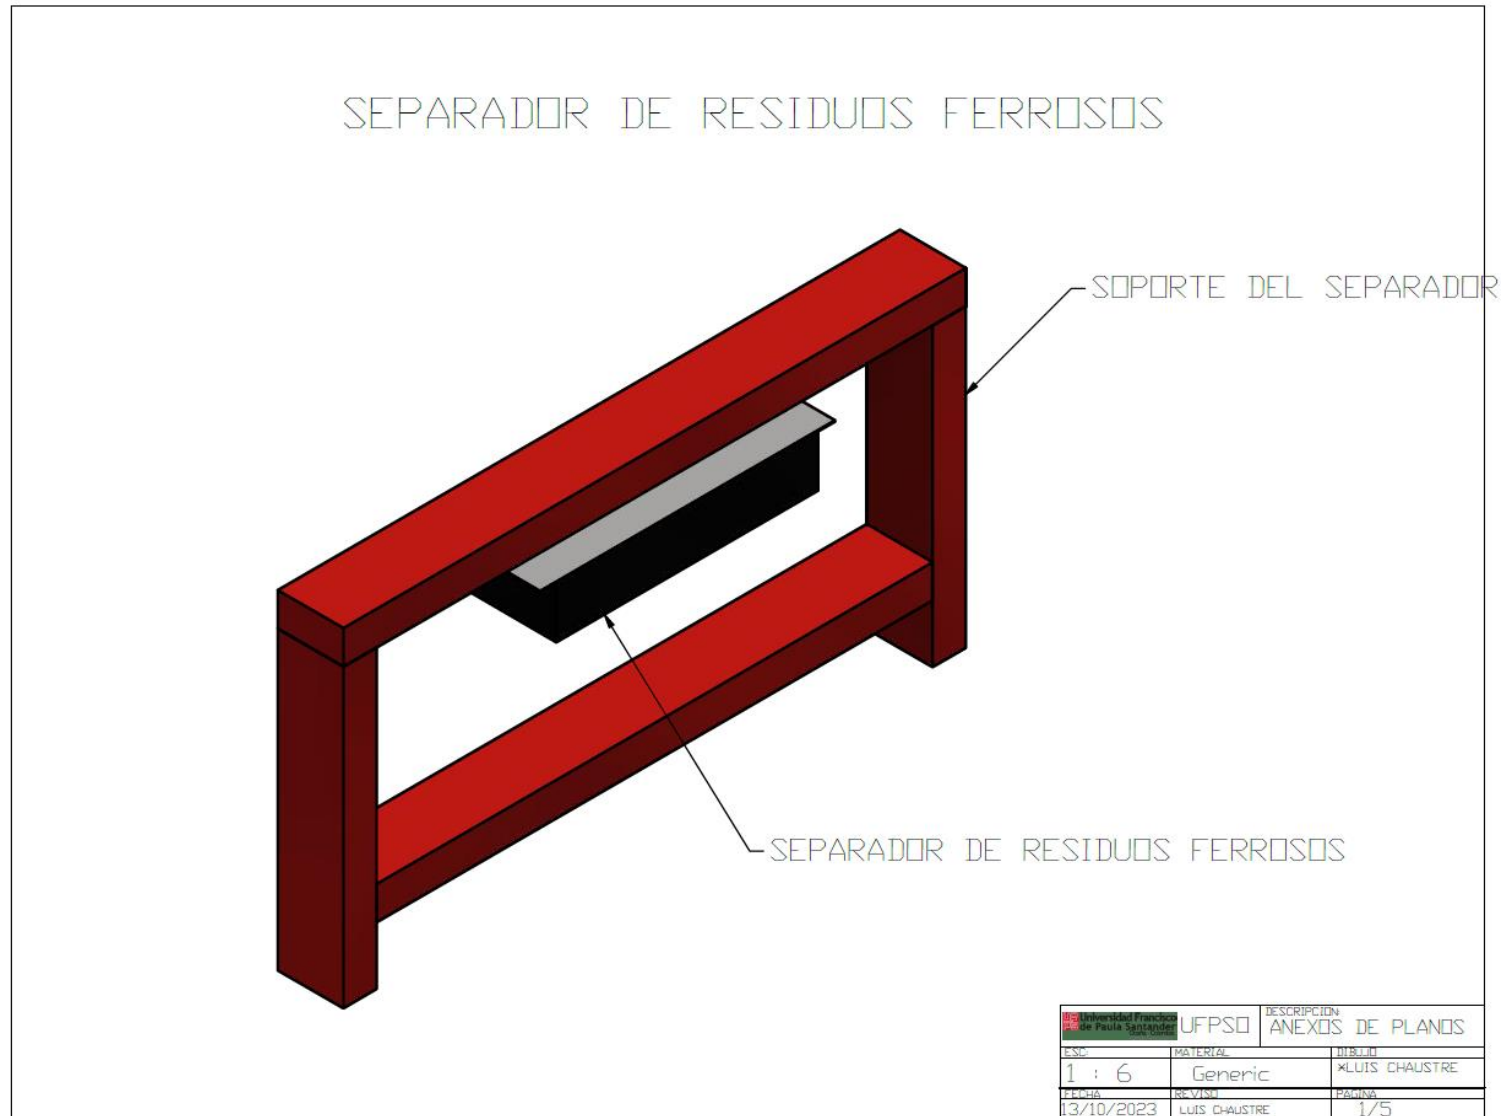 SEPARADOR DE RESIDUOS FERROSOS
SOPORTE DEL SEPARADOR
SEPARADOR DE RESIDUOS FERROSOS
Universidad Francisco
de Paula Santander
UFPSO
DESCRIPCION:
ANEXOS DE PLANOS
ESC:
MATERIAL
DIBUJO
1 : 6
Generic
*LUIS CHAUSTRE
FECHA
REVISO
PAGINA
13/10/2023
LUIS CHAUSTRE
1/5